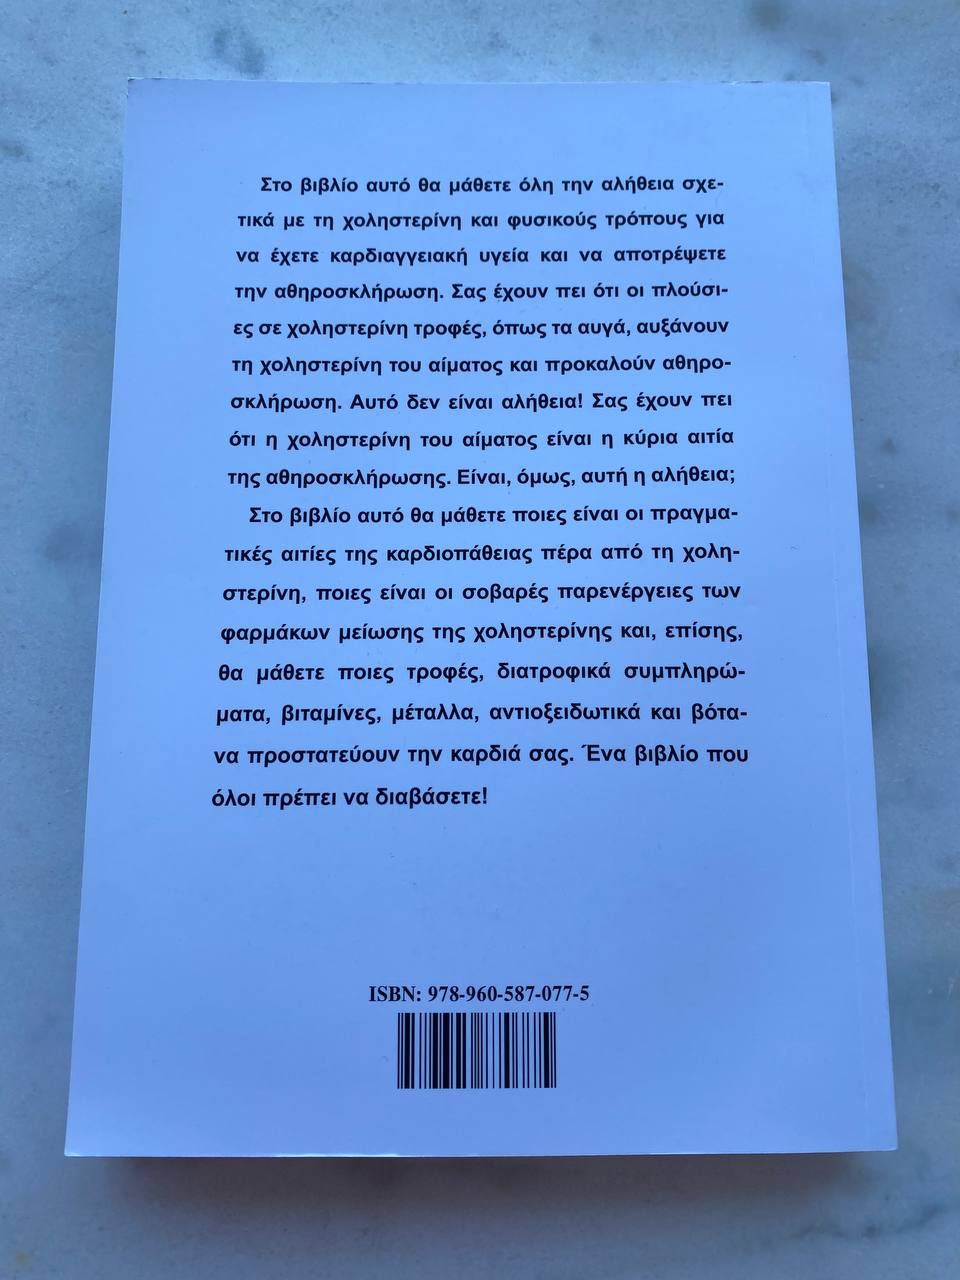 Στο βιβλίο αυτό θα μάθετε όλη την αλήθεια σχε-
τικά με τη χοληστερίνη και φυσικούς τρόπους για
να έχετε καρδιαγγειακή υγεία και να αποτρέψετε
την αθηροσκλήρωση. Σας έχουν πει ότι οι πλούσι-
ες σε χοληστερίνη τροφές, όπως τα αυγά, αυξάνουν
τη χοληστερίνη του αίματος και προκαλούν αθηρο-
σκλήρωση. Αυτό δεν είναι αλήθεια! Σας έχουν πει
ότι η χοληστερίνη του αίματος είναι η κύρια αιτία
της αθηροσκλήρωσης. Είναι, όμως, αυτή η αλήθεια;
Στο βιβλίο αυτό θα μάθετε ποιες είναι οι πραγμα-
τικές αιτίες της καρδιοπάθειας πέρα από τη χολη-
στερίνη, ποιες είναι οι σοβαρές παρενέργειες των
φαρμάκων μείωσης της χοληστερίνης και, επίσης,
θα μάθετε ποιες τροφές, διατροφικά συμπληρώ-
ματα, βιταμίνες, μέταλλα, αντιοξειδωτικά και βότα-
να προστατεύουν την καρδιά σας. Ένα βιβλίο που
όλοι πρέπει να διαβάσετε!
ISBN: 978-960-587-077-5